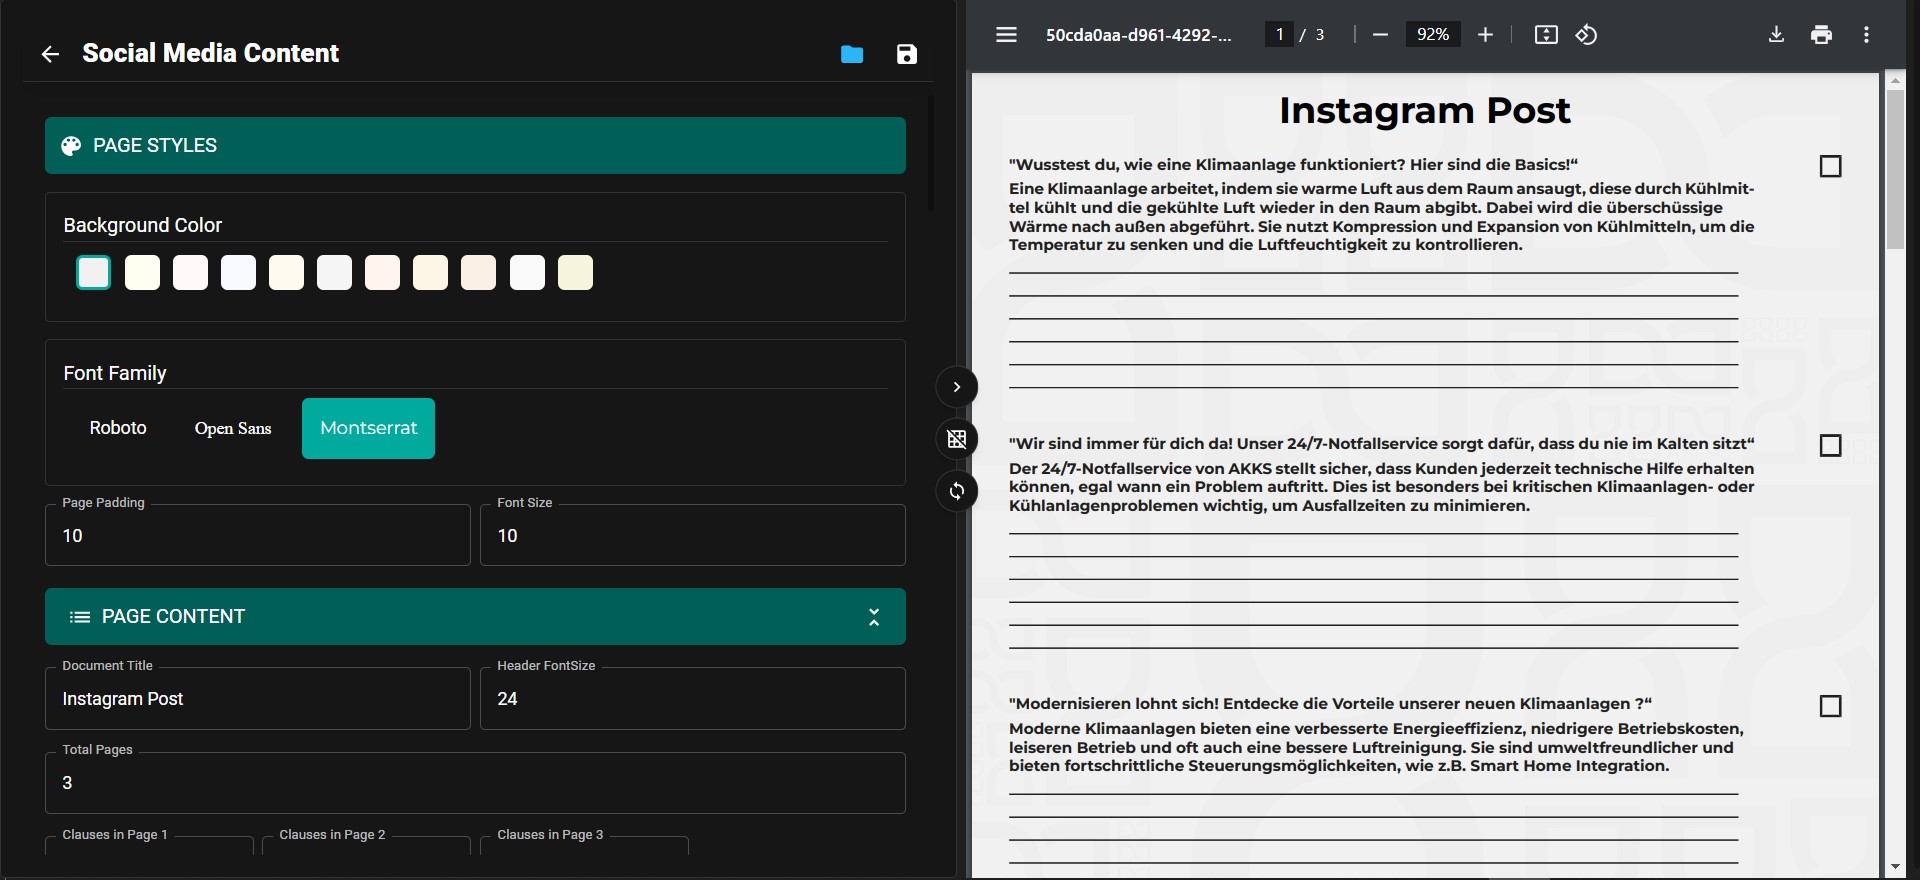 Social Media Content
PAGE STYLES
Background Color
Font Family
Roboto
Open Sans
Montserrat
Page Padding
10
Font Size
10
PAGE CONTENT
Document Title
Instagram Post
Header FontSize
24
Total Pages
3
Clauses in Page 1
Clauses in Page 2
Clauses in Page 3
50cda0aa-d961-4292-...
1 / 3
92%
Instagram Post
"Wusstest du, wie eine Klimaanlage funktioniert? Hier sind die Basics!“
Eine Klimaanlage arbeitet, indem sie warme Luft aus dem Raum ansaugt, diese durch Kühlmit-
tel kühlt und die gekühlte Luft wieder in den Raum abgibt. Dabei wird die überschüssige
Wärme nach außen abgeführt. Sie nutzt Kompression und Expansion von Kühlmitteln, um die
Temperatur zu senken und die Luftfeuchtigkeit zu kontrollieren.
"Wir sind immer für dich da! Unser 24/7-Notfallservice sorgt dafür, dass du nie im Kalten sitzt“
Der 24/7-Notfallservice von AKKS stellt sicher, dass Kunden jederzeit technische Hilfe erhalten
können, egal wann ein Problem auftritt. Dies ist besonders bei kritischen Klimaanlagen- oder
Kühlanlagenproblemen wichtig, um Ausfallzeiten zu minimieren.
"Modernisieren lohnt sich! Entdecke die Vorteile unserer neuen Klimaanlagen ?“
Moderne Klimaanlagen bieten eine verbesserte Energieeffizienz, niedrigere Betriebskosten,
leiseren Betrieb und oft auch eine bessere Luftreinigung. Sie sind umweltfreundlicher und
bieten fortschrittliche Steuerungsmöglichkeiten, wie z.B. Smart Home Integration.